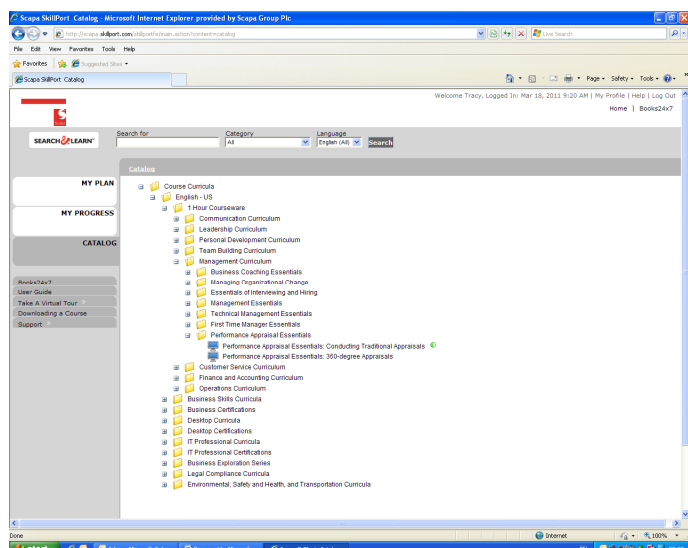 Scapa SkillPort Catalog - Microsoft Internet Explorer provided by Scapa Group Plc
http://scapa.skillport.com/skillportfe/main.action?content=catalog
Live Search
File Edit View Favorites Tools Help
Favorites Suggested Sites
Scapa SkillPort Catalog
Page Safety Tools
Welcome Tracy, Logged In: Mar 18, 2011 9:20 AM | My Profile | Help | Log Out
Home | Books24x7
SEARCH & LEARN
Search for Category Language
All English (All) Search
Catalog
MY PLAN
MY PROGRESS
CATALOG
Books24x7
User Guide
Take A Virtual Tour
Downloading a Course
Support
Course Curricula
English - US
1 Hour Courseware
Communication Curriculum
Leadership Curriculum
Personal Development Curriculum
Team Building Curriculum
Management Curriculum
Business Coaching Essentials
Managing Organizational Change
Essentials of Interviewing and Hiring
Management Essentials
Technical Management Essentials
First Time Manager Essentials
Performance Appraisal Essentials
Performance Appraisal Essentials: Conducting Traditional Appraisals
Performance Appraisal Essentials: 360-degree Appraisals
Customer Service Curriculum
Finance and Accounting Curriculum
Operations Curriculum
Business Skills Curricula
Business Certifications
Desktop Curricula
Desktop Certifications
IT Professional Curricula
IT Professional Certifications
Business Exploration Series
Legal Compliance Curricula
Environmental, Safety and Health, and Transportation Curricula
Done Internet 100%